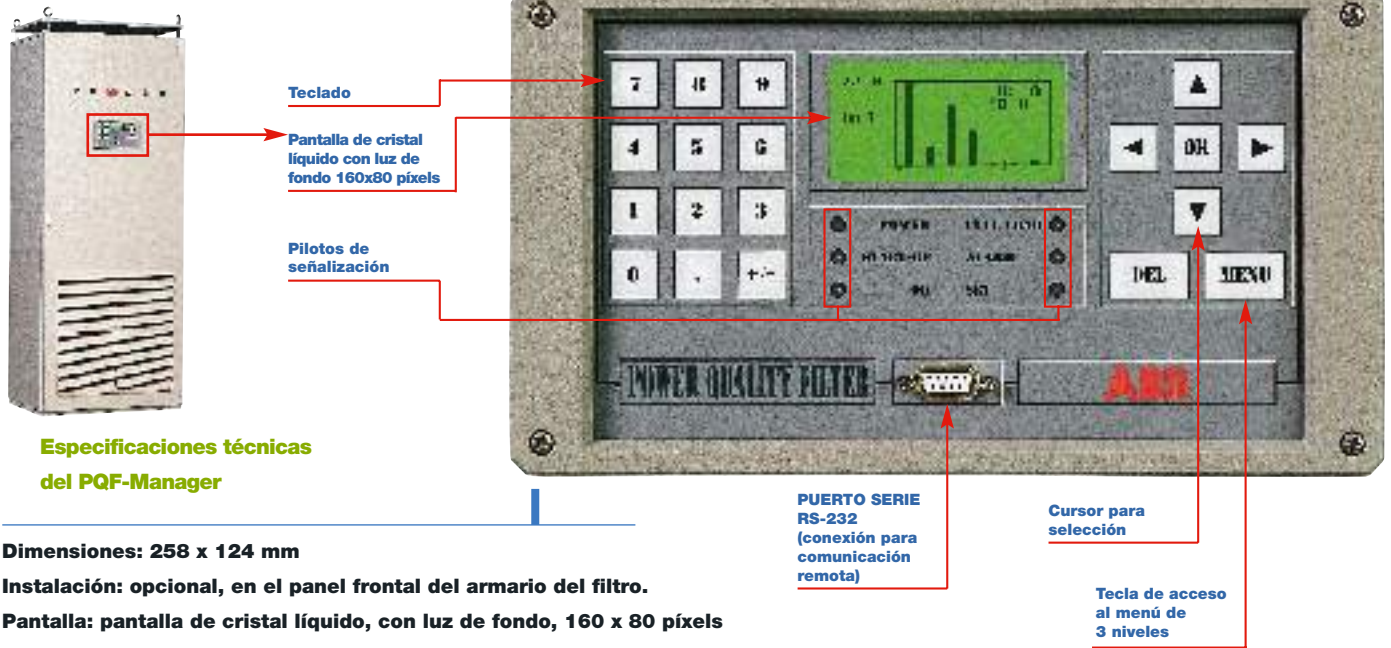 Teclado
Pantalla de cristal
líquido con luz de
fondo 160x80 píxels
Pilotos de
señalización
7 8 9
4 5 6
1 2 3
0 . +/-
OK
DEL MENU
POWER
ALARM
POWER QUALITY FILTER
ABB
Especificaciones técnicas
del PQF-Manager
PUERTO SERIE
RS-232
(conexión para
comunicación
remota)
Cursor para
selección
Tecla de acceso
al menú de
3 niveles
Dimensiones: 258 x 124 mm
Instalación: opcional, en el panel frontal del armario del filtro.
Pantalla: pantalla de cristal líquido, con luz de fondo, 160 x 80 píxels